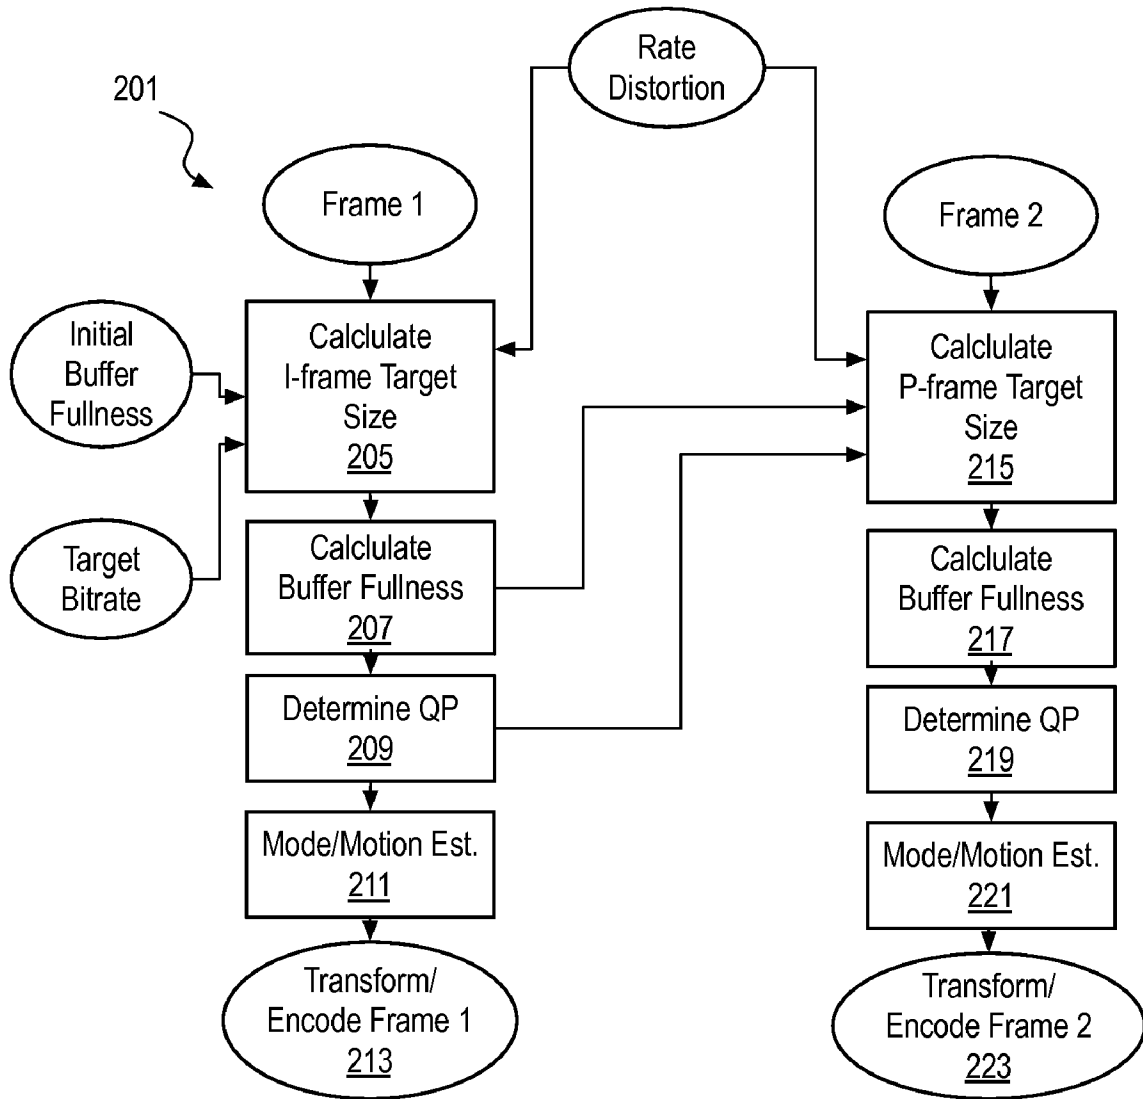 Rate
Distortion
201
Frame 1
Frame 2
Initial
Buffer
Fullness
Calclulate
I-frame Target
Size
205
Calclulate
P-frame Target
Size
215
Target
Bitrate
Calclulate
Buffer Fullness
207
Calclulate
Buffer Fullness
217
Determine QP
209
Determine QP
219
Mode/Motion Est.
211
Mode/Motion Est.
221
Transform/
Encode Frame 1
213
Transform/
Encode Frame 2
223